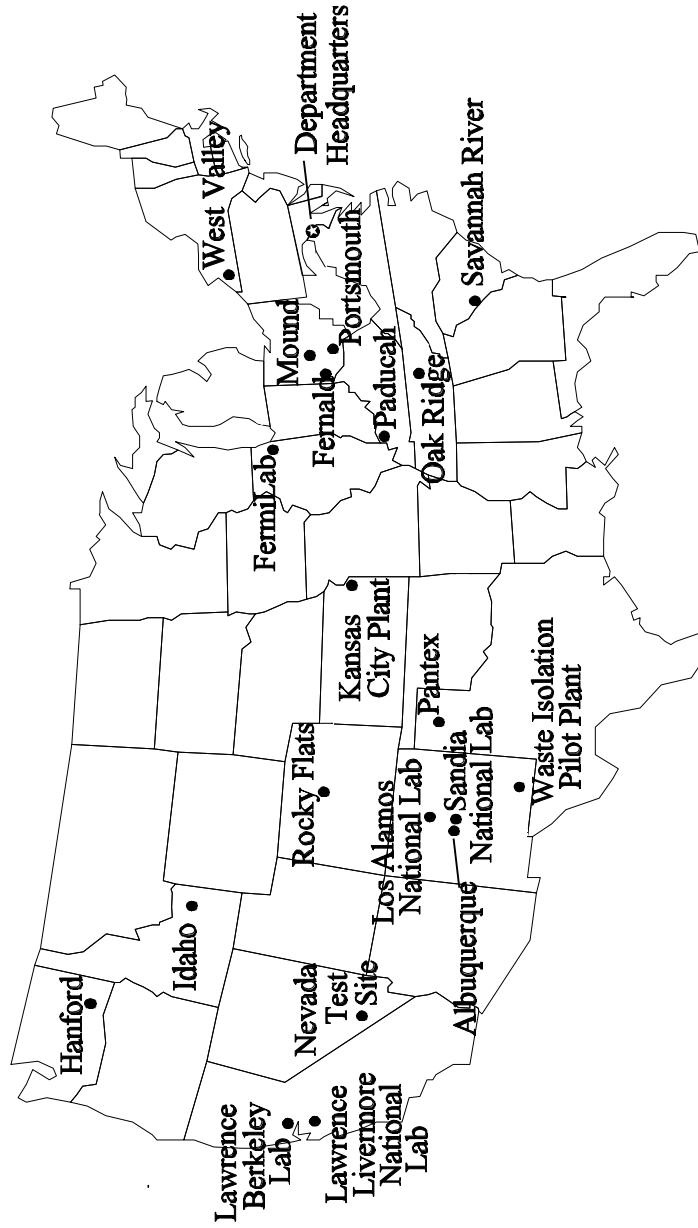 Hanford
Idaho
Lawrence
Berkeley
Lab
Lawrence
Livermore
National
Lab
Nevada
Test
Site
Rocky Flats
Los Alamos
National Lab
Albuquerque
Sandia
National Lab
Pantex
Waste Isolation
Pilot Plant
Kansas
City Plant
FermiLab
Mound
Fernald
Portsmouth
Paducah
Oak Ridge
West Valley
Department
Headquarters
Savannah River